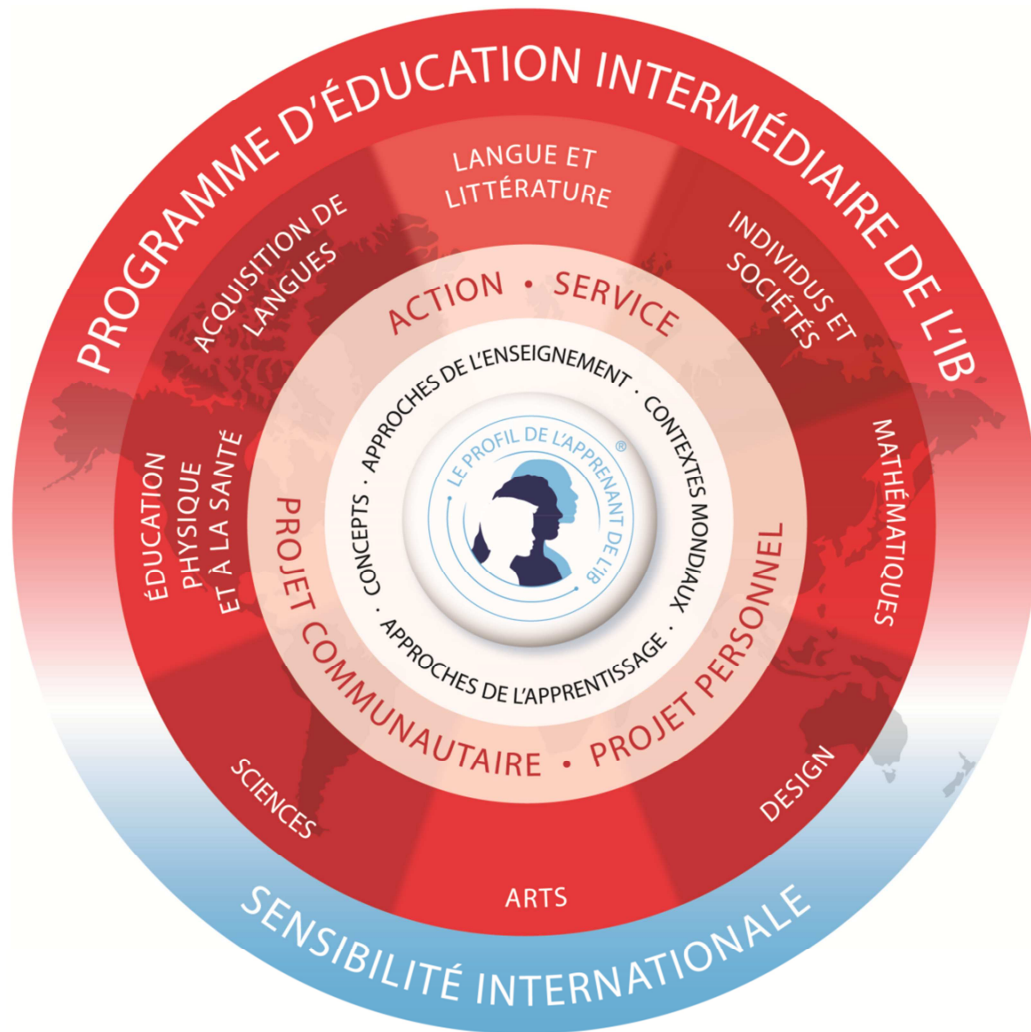 PROGRAMME D'ÉDUCATION INTERMÉDIAIRE DE L'IB
LANGUE ET
LITTÉRATURE
ACQUISITION DE
LANGUES
INDIVIDUS ET
SOCIÉTÉS
ÉDUCATION
PHYSIQUE
ET À LA SANTÉ
MATHÉMATIQUES
SCIENCES
DESIGN
ARTS
ACTION • SERVICE
PROJET COMMUNAUTAIRE • PROJET PERSONNEL
APPROCHES DE L'ENSEIGNEMENT · CONTEXTES MONDIAUX ·
CONCEPTS · APPROCHES DE L'APPRENTISSAGE ·
LE PROFIL DE L'APPRENANT DE L'IB
®
SENSIBILITÉ INTERNATIONALE